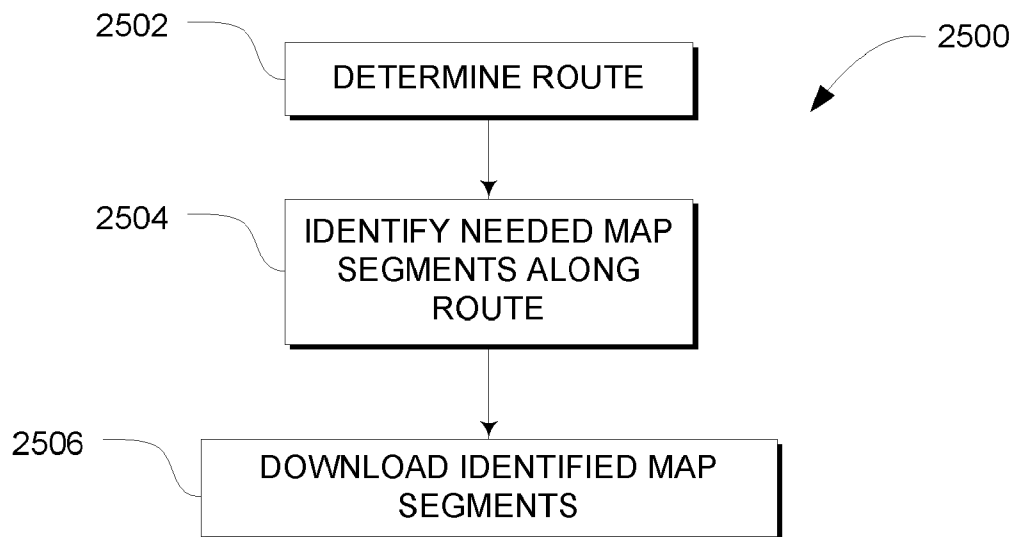 2502
DETERMINE ROUTE
2500
2504
IDENTIFY NEEDED MAP
SEGMENTS ALONG
ROUTE
2506
DOWNLOAD IDENTIFIED MAP
SEGMENTS